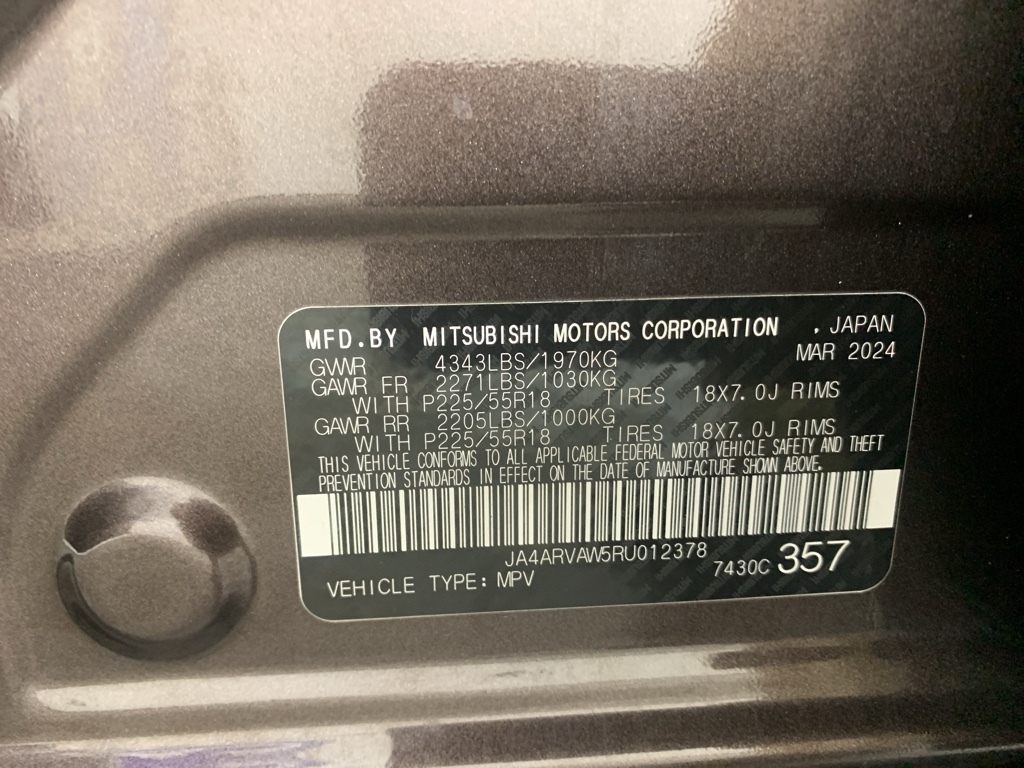 MFD.BY MITSUBISHI MOTORS CORPORATION . JAPAN
MAR 2024
GVWR 4343LBS/1970KG
GAWR FR 2271LBS/1030KG
WITH P225/55R18 TIRES 18X7.0J RIMS
GAWR RR 2205LBS/1000KG
WITH P225/55R18 TIRES 18X7.0J RIMS
THIS VEHICLE CONFORMS TO ALL APPLICABLE FEDERAL MOTOR VEHICLE SAFETY AND THEFT
PREVENTION STANDARDS IN EFFECT ON THE DATE OF MANUFACTURE SHOWN ABOVE.
JA4ARVAW5RU012378
VEHICLE TYPE: MPV 7430C 357